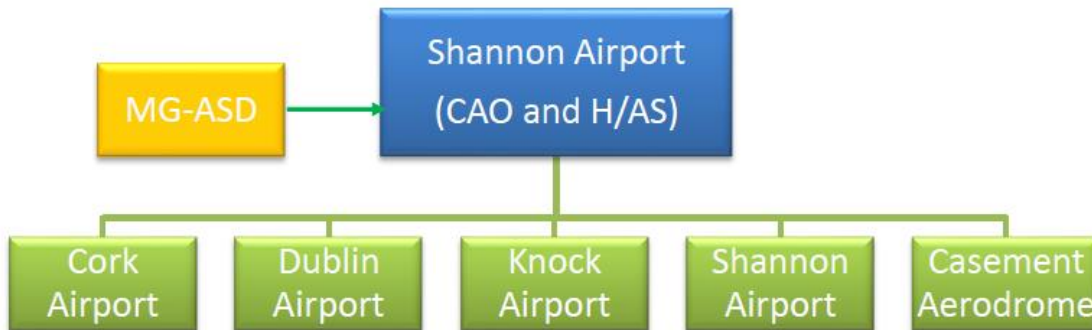 Shannon Airport
(CAO and H/AS)
MG-ASD
Cork
Airport
Dublin
Airport
Knock
Airport
Shannon
Airport
Casement
Aerodrome